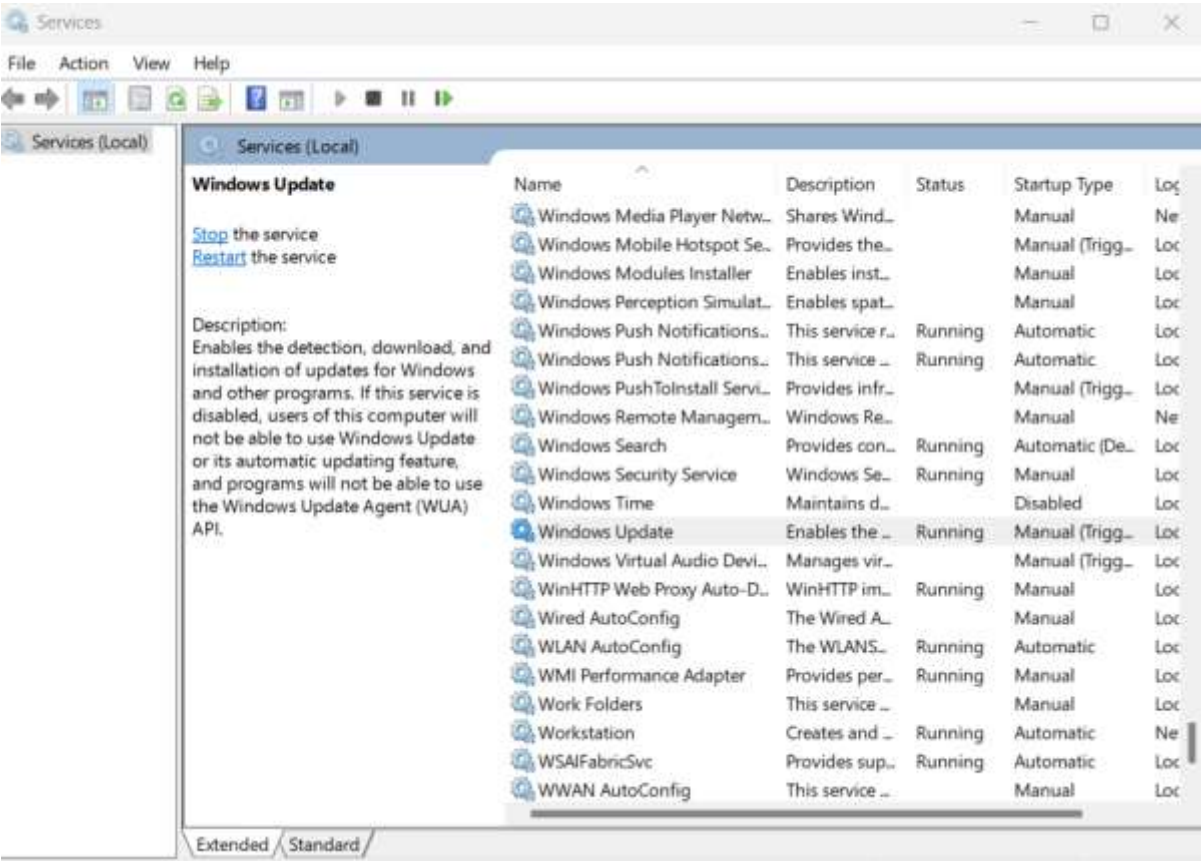 Services
File Action View Help
Services (Local)
Services (Local)
Windows Update
Stop the service
Restart the service
Description:
Enables the detection, download, and
installation of updates for Windows
and other programs. If this service is
disabled, users of this computer will
not be able to use Windows Update
or its automatic updating feature,
and programs will not be able to use
the Windows Update Agent (WUA)
API.
Name Description Status Startup Type Log
Windows Media Player Netw... Shares Wind... Manual Ne
Windows Mobile Hotspot Se... Provides the... Manual (Trigg... Loc
Windows Modules Installer Enables inst... Manual Loc
Windows Perception Simulat... Enables spat... Manual Loc
Windows Push Notifications... This service r... Running Automatic Loc
Windows Push Notifications... This service ... Running Automatic Loc
Windows PushToInstall Servi... Provides infr... Manual (Trigg... Loc
Windows Remote Managem... Windows Re... Manual Ne
Windows Search Provides con... Running Automatic (De... Loc
Windows Security Service Windows Se... Running Manual Loc
Windows Time Maintains d... Disabled Loc
Windows Update Enables the ... Running Manual (Trigg... Loc
Windows Virtual Audio Devi... Manages vir... Manual (Trigg... Loc
WinHTTP Web Proxy Auto-D... WinHTTP im... Running Manual Loc
Wired AutoConfig The Wired A... Manual Loc
WLAN AutoConfig The WLANS... Running Automatic Loc
WMI Performance Adapter Provides per... Running Manual Loc
Work Folders This service ... Manual Loc
Workstation Creates and ... Running Automatic Ne
WSAIFabricSvc Provides sup... Running Automatic Loc
WWAN AutoConfig This service ... Manual Loc
Extended Standard